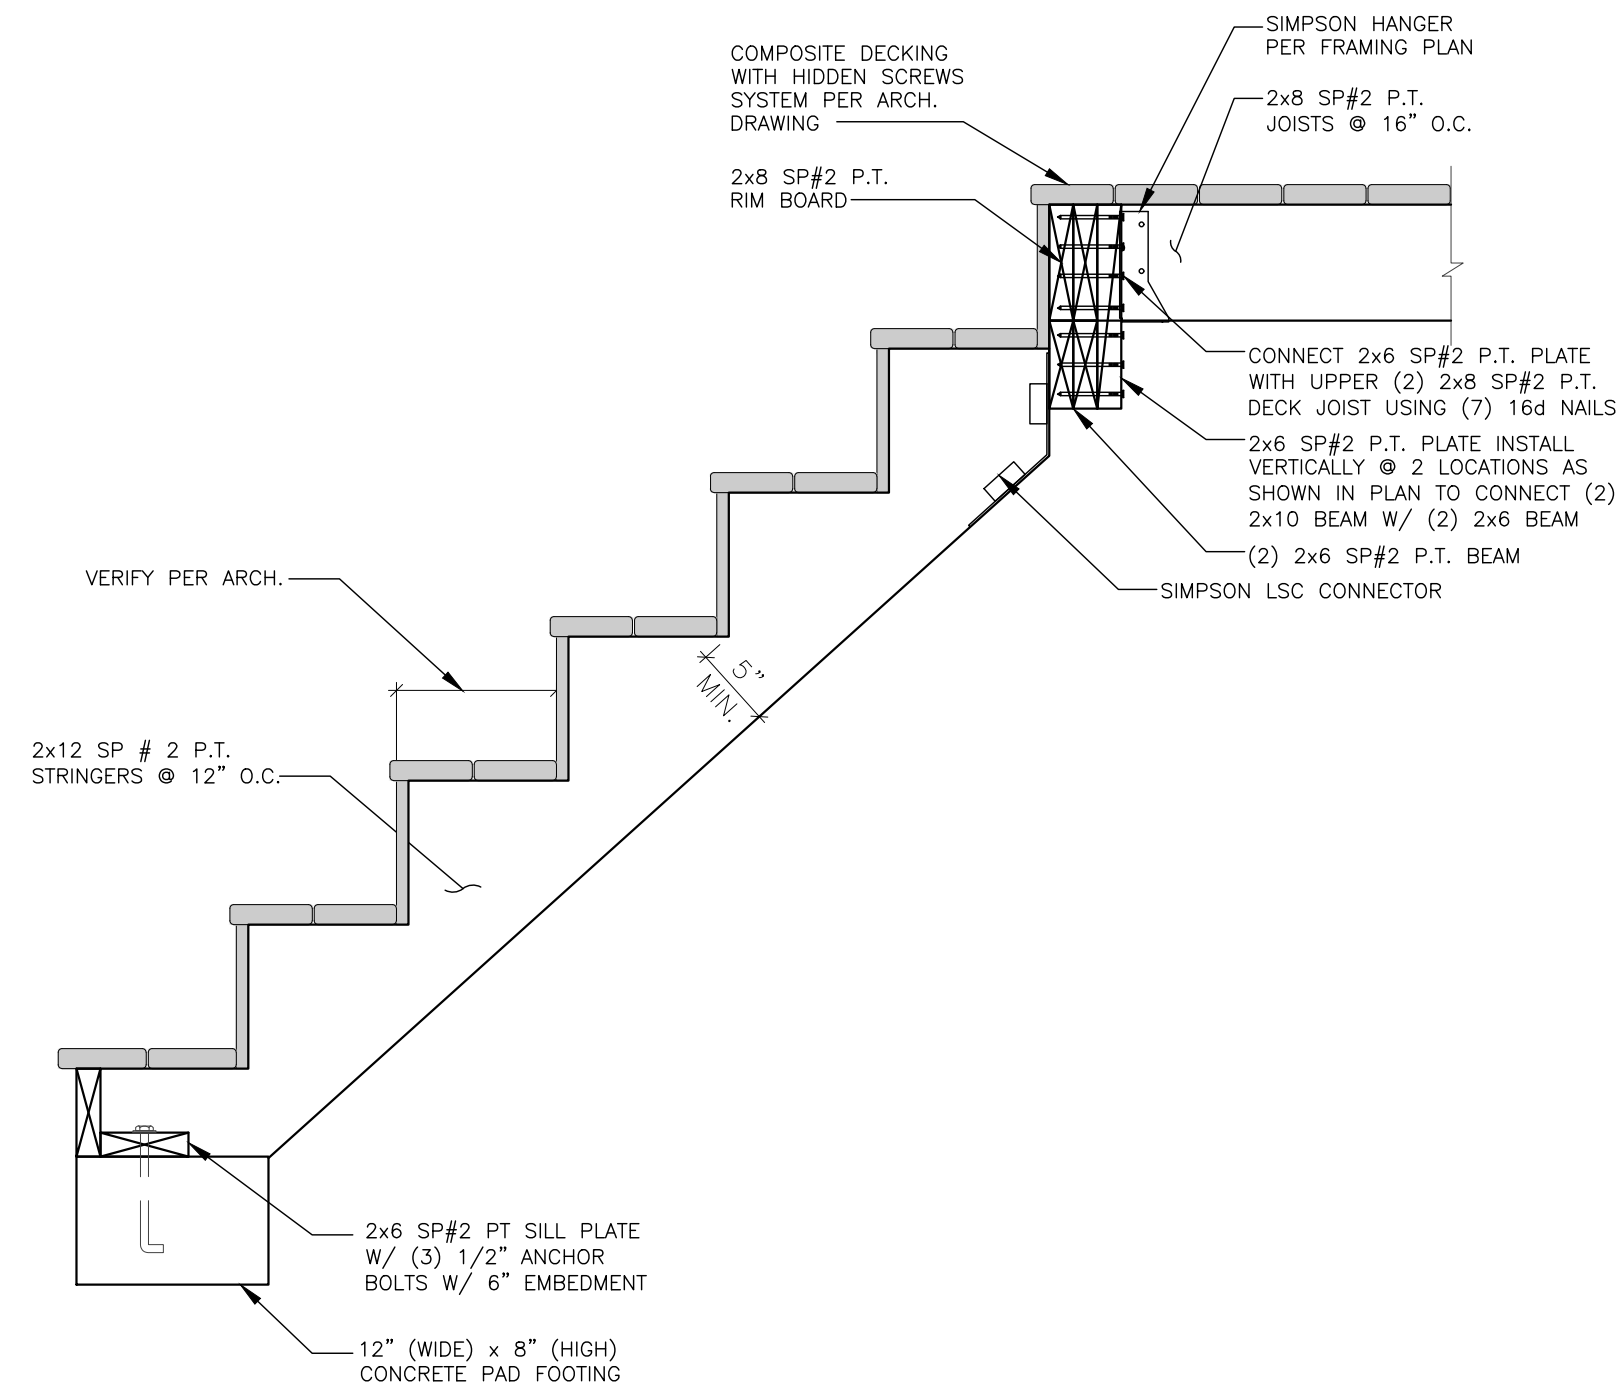 SIMPSON HANGER
PER FRAMING PLAN
COMPOSITE DECKING
WITH HIDDEN SCREWS
SYSTEM PER ARCH.
DRAWING
2x8 SP#2 P.T.
JOISTS @ 16" O.C.
2x8 SP#2 P.T.
RIM BOARD
CONNECT 2x6 SP#2 P.T. PLATE
WITH UPPER (2) 2x8 SP#2 P.T.
DECK JOIST USING (7) 16d NAILS
2x6 SP#2 P.T. PLATE INSTALL
VERTICALLY @ 2 LOCATIONS AS
SHOWN IN PLAN TO CONNECT (2)
2x10 BEAM W/ (2) 2x6 BEAM
(2) 2x6 SP#2 P.T. BEAM
SIMPSON LSC CONNECTOR
VERIFY PER ARCH.
5"
MIN.
2x12 SP # 2 P.T.
STRINGERS @ 12" O.C.
2x6 SP#2 PT SILL PLATE
W/ (3) 1/2" ANCHOR
BOLTS W/ 6" EMBEDMENT
12" (WIDE) x 8" (HIGH)
CONCRETE PAD FOOTING